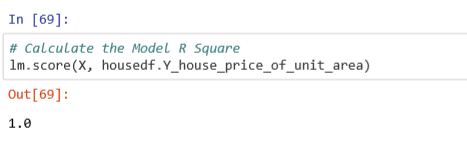 In [69]:
# Calculate the Model R Square
lm.score(X, housedf.Y_house_price_of_unit_area)
Out[69]:
1.0